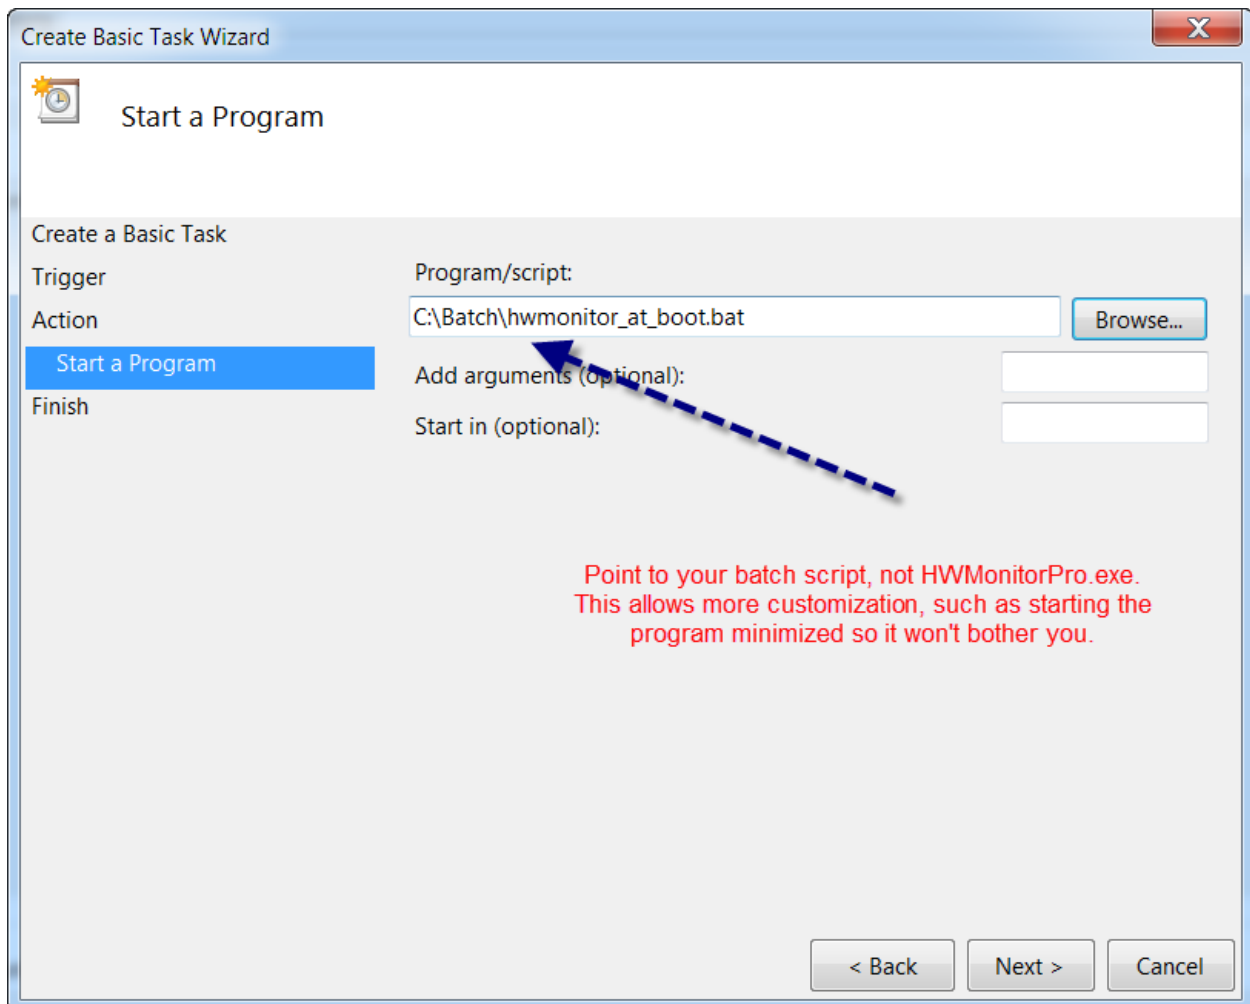 Create Basic Task Wizard
Start a Program
Create a Basic Task
Trigger
Action
Start a Program
Finish
Program/script:
C:\Batch\hwmonitor_at_boot.bat
Browse...
Add arguments (optional):
Start in (optional):
Point to your batch script, not HWMonitorPro.exe.
This allows more customization, such as starting the
program minimized so it won't bother you.
< Back
Next >
Cancel